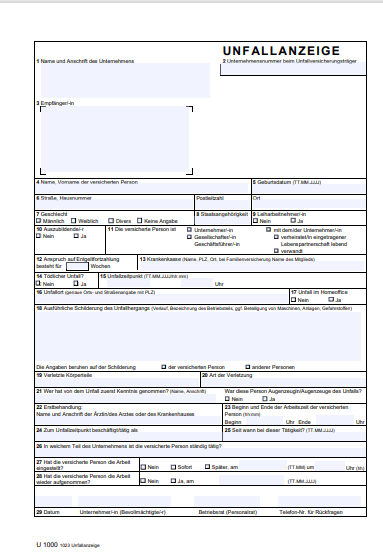 UNFALLANZEIGE
1 Name und Anschrift des Unternehmens
2 Unternehmensnummer beim Unfallversicherungsträger
3 Empfänger/-in
4 Name, Vorname der versicherten Person
5 Geburtsdatum (TT.MM.JJJJ)
6 Straße, Hausnummer Postleitzahl Ort
7 Geschlecht
Männlich Weiblich Divers Keine Angabe
8 Staatsangehörigkeit
9 Leiharbeitnehmer/-in
Nein Ja
10 Auszubildende/-r
Nein Ja
11 Die versicherte Person ist
Unternehmer/-in
Gesellschafter/-in
Geschäftsführer/-in
mit dem/der Unternehmer/-in
verheiratet/in eingetragener
Lebenspartnerschaft lebend
verwandt
12 Anspruch auf Entgeltfortzahlung
besteht für Wochen
13 Krankenkasse (Name, PLZ, Ort, bei Familienversicherung Name des Mitglieds)
14 Tödlicher Unfall?
Nein Ja
15 Unfallzeitpunkt (TT.MM.JJJJ/hh:mm)
Uhr
16 Unfallort (genaue Orts- und Straßenangabe mit PLZ)
17 Unfall im Homeoffice
Nein Ja
18 Ausführliche Schilderung des Unfallhergangs (Verlauf, Bezeichnung des Betriebsteils, ggf. Beteiligung von Maschinen, Anlagen, Gefahrstoffen)
Die Angaben beruhen auf der Schilderung der versicherten Person anderer Personen
19 Verletzte Körperteile
20 Art der Verletzung
21 Wer hat von dem Unfall zuerst Kenntnis genommen? (Name, Anschrift)
War diese Person Augenzeugin/Augenzeuge des Unfalls?
Nein Ja
22 Erstbehandlung:
Name und Anschrift der Ärztin/des Arztes oder des Krankenhauses
23 Beginn und Ende der Arbeitszeit der versicherten
Person (hh:mm)
Beginn Uhr Ende Uhr
24 Zum Unfallzeitpunkt beschäftigt/tätig als
25 Seit wann bei dieser Tätigkeit? (TT.MM.JJJJ)
26 In welchem Teil des Unternehmens ist die versicherte Person ständig tätig?
27 Hat die versicherte Person die Arbeit
eingestellt?
Nein Sofort Später, am (TT.MM) um Uhr (hh)
28 Hat die versicherte Person die Arbeit
wieder aufgenommen?
Nein Ja, am (TT.MM.JJJJ)
29 Datum Unternehmer/-in (Bevollmächtigte/-r) Betriebsrat (Personalrat) Telefon-Nr. für Rückfragen
U 1000 1023 Unfallanzeige